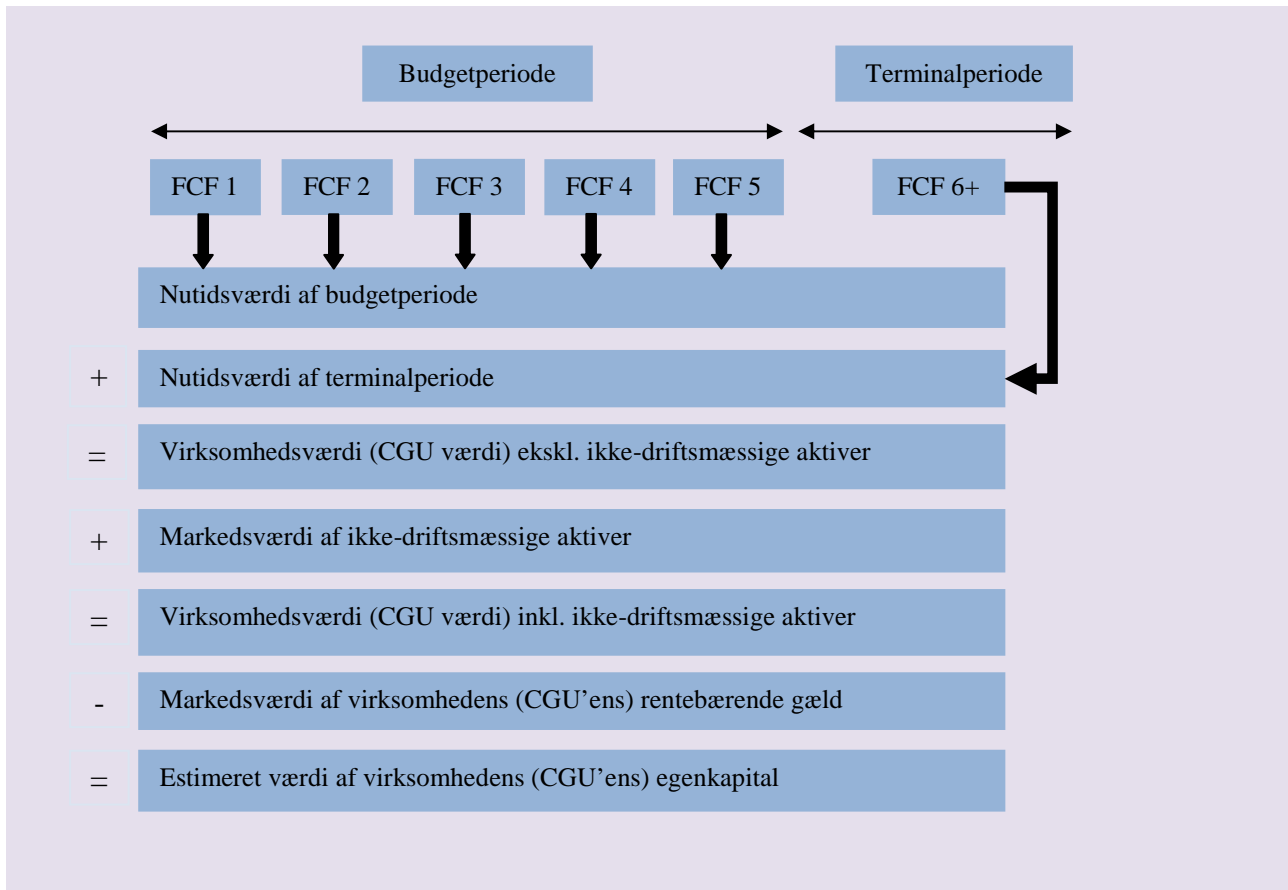 Budgetperiode
Terminalperiode
FCF 1
FCF 2
FCF 3
FCF 4
FCF 5
FCF 6+
Nutidsværdi af budgetperiode
+ Nutidsværdi af terminalperiode
= Virksomhedsværdi (CGU værdi) ekskl. ikke-driftsmæssige aktiver
+ Markedsværdi af ikke-driftsmæssige aktiver
= Virksomhedsværdi (CGU værdi) inkl. ikke-driftsmæssige aktiver
- Markedsværdi af virksomhedens (CGU’ens) rentebærende gæld
= Estimeret værdi af virksomhedens (CGU’ens) egenkapital